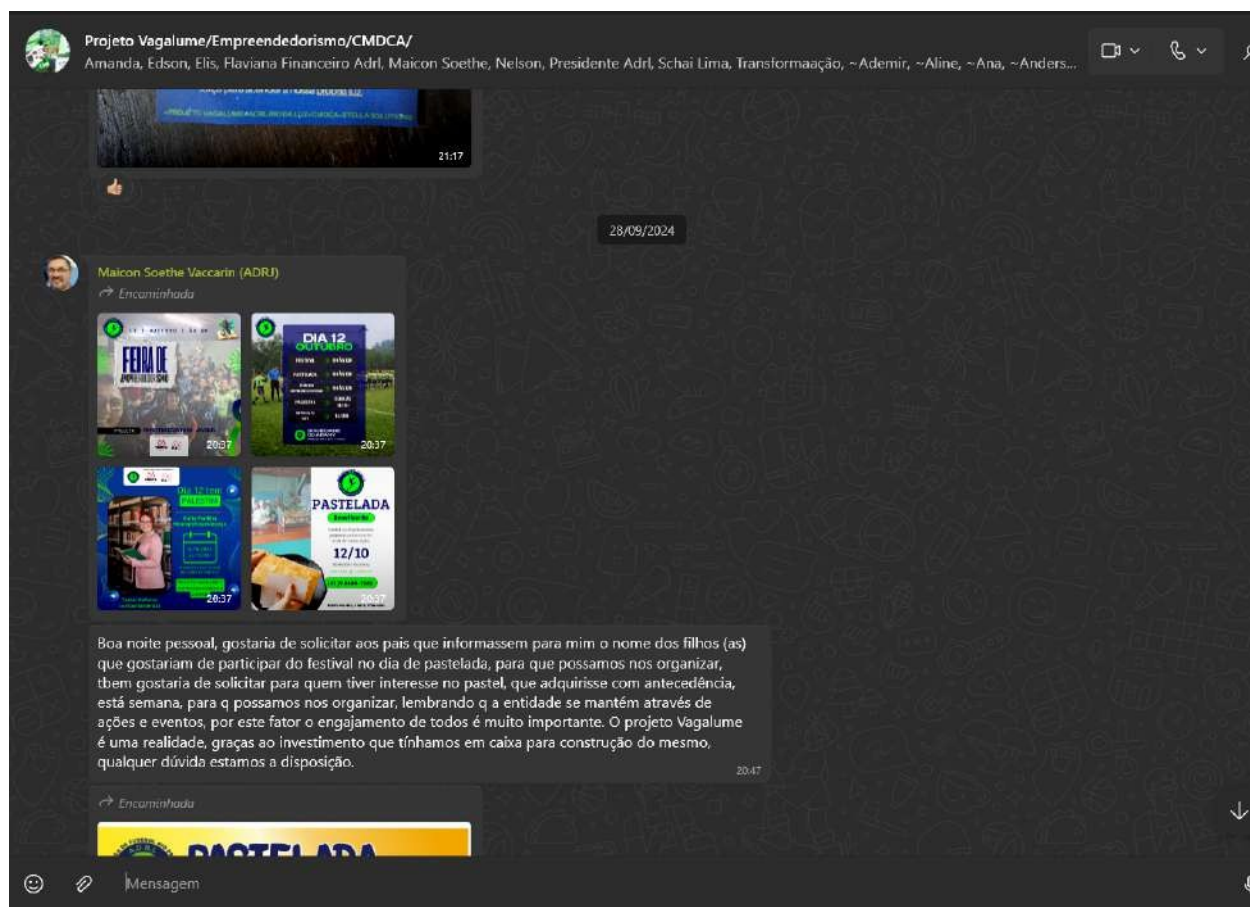 Projeto Vagalume/Empreendedorismo/CMDCA/
Amanda, Edson, Elis, Flaviana Financeiro Adrl, Maicon Soethe, Nelson, Presidente Adrl, Schai Lima, Transformaação, ~Ademir, ~Aline, ~Ana, ~Anders...
21:17
28/09/2024
Maicon Soethe Vaccarin (ADRJ)
Encaminhada
FEIRA DE
20:37
DIA 12
OUTUBRO
20:37
Dia 12 tem
PALESTRA
20:37
PASTELADA
12/10
20:37
Boa noite pessoal, gostaria de solicitar aos pais que informassem para mim o nome dos filhos (as)
que gostariam de participar do festival no dia de pastelada, para que possamos nos organizar,
tbem gostaria de solicitar para quem tiver interesse no pastel, que adquirisse com antecedência,
está semana, para q possamos nos organizar, lembrando q a entidade se mantém através de
ações e eventos, por este fator o engajamento de todos é muito importante. O projeto Vagalume
é uma realidade, graças ao investimento que tínhamos em caixa para construção do mesmo,
qualquer dúvida estamos a disposição.
20:47
Encaminhada
PASTELADA
Mensagem